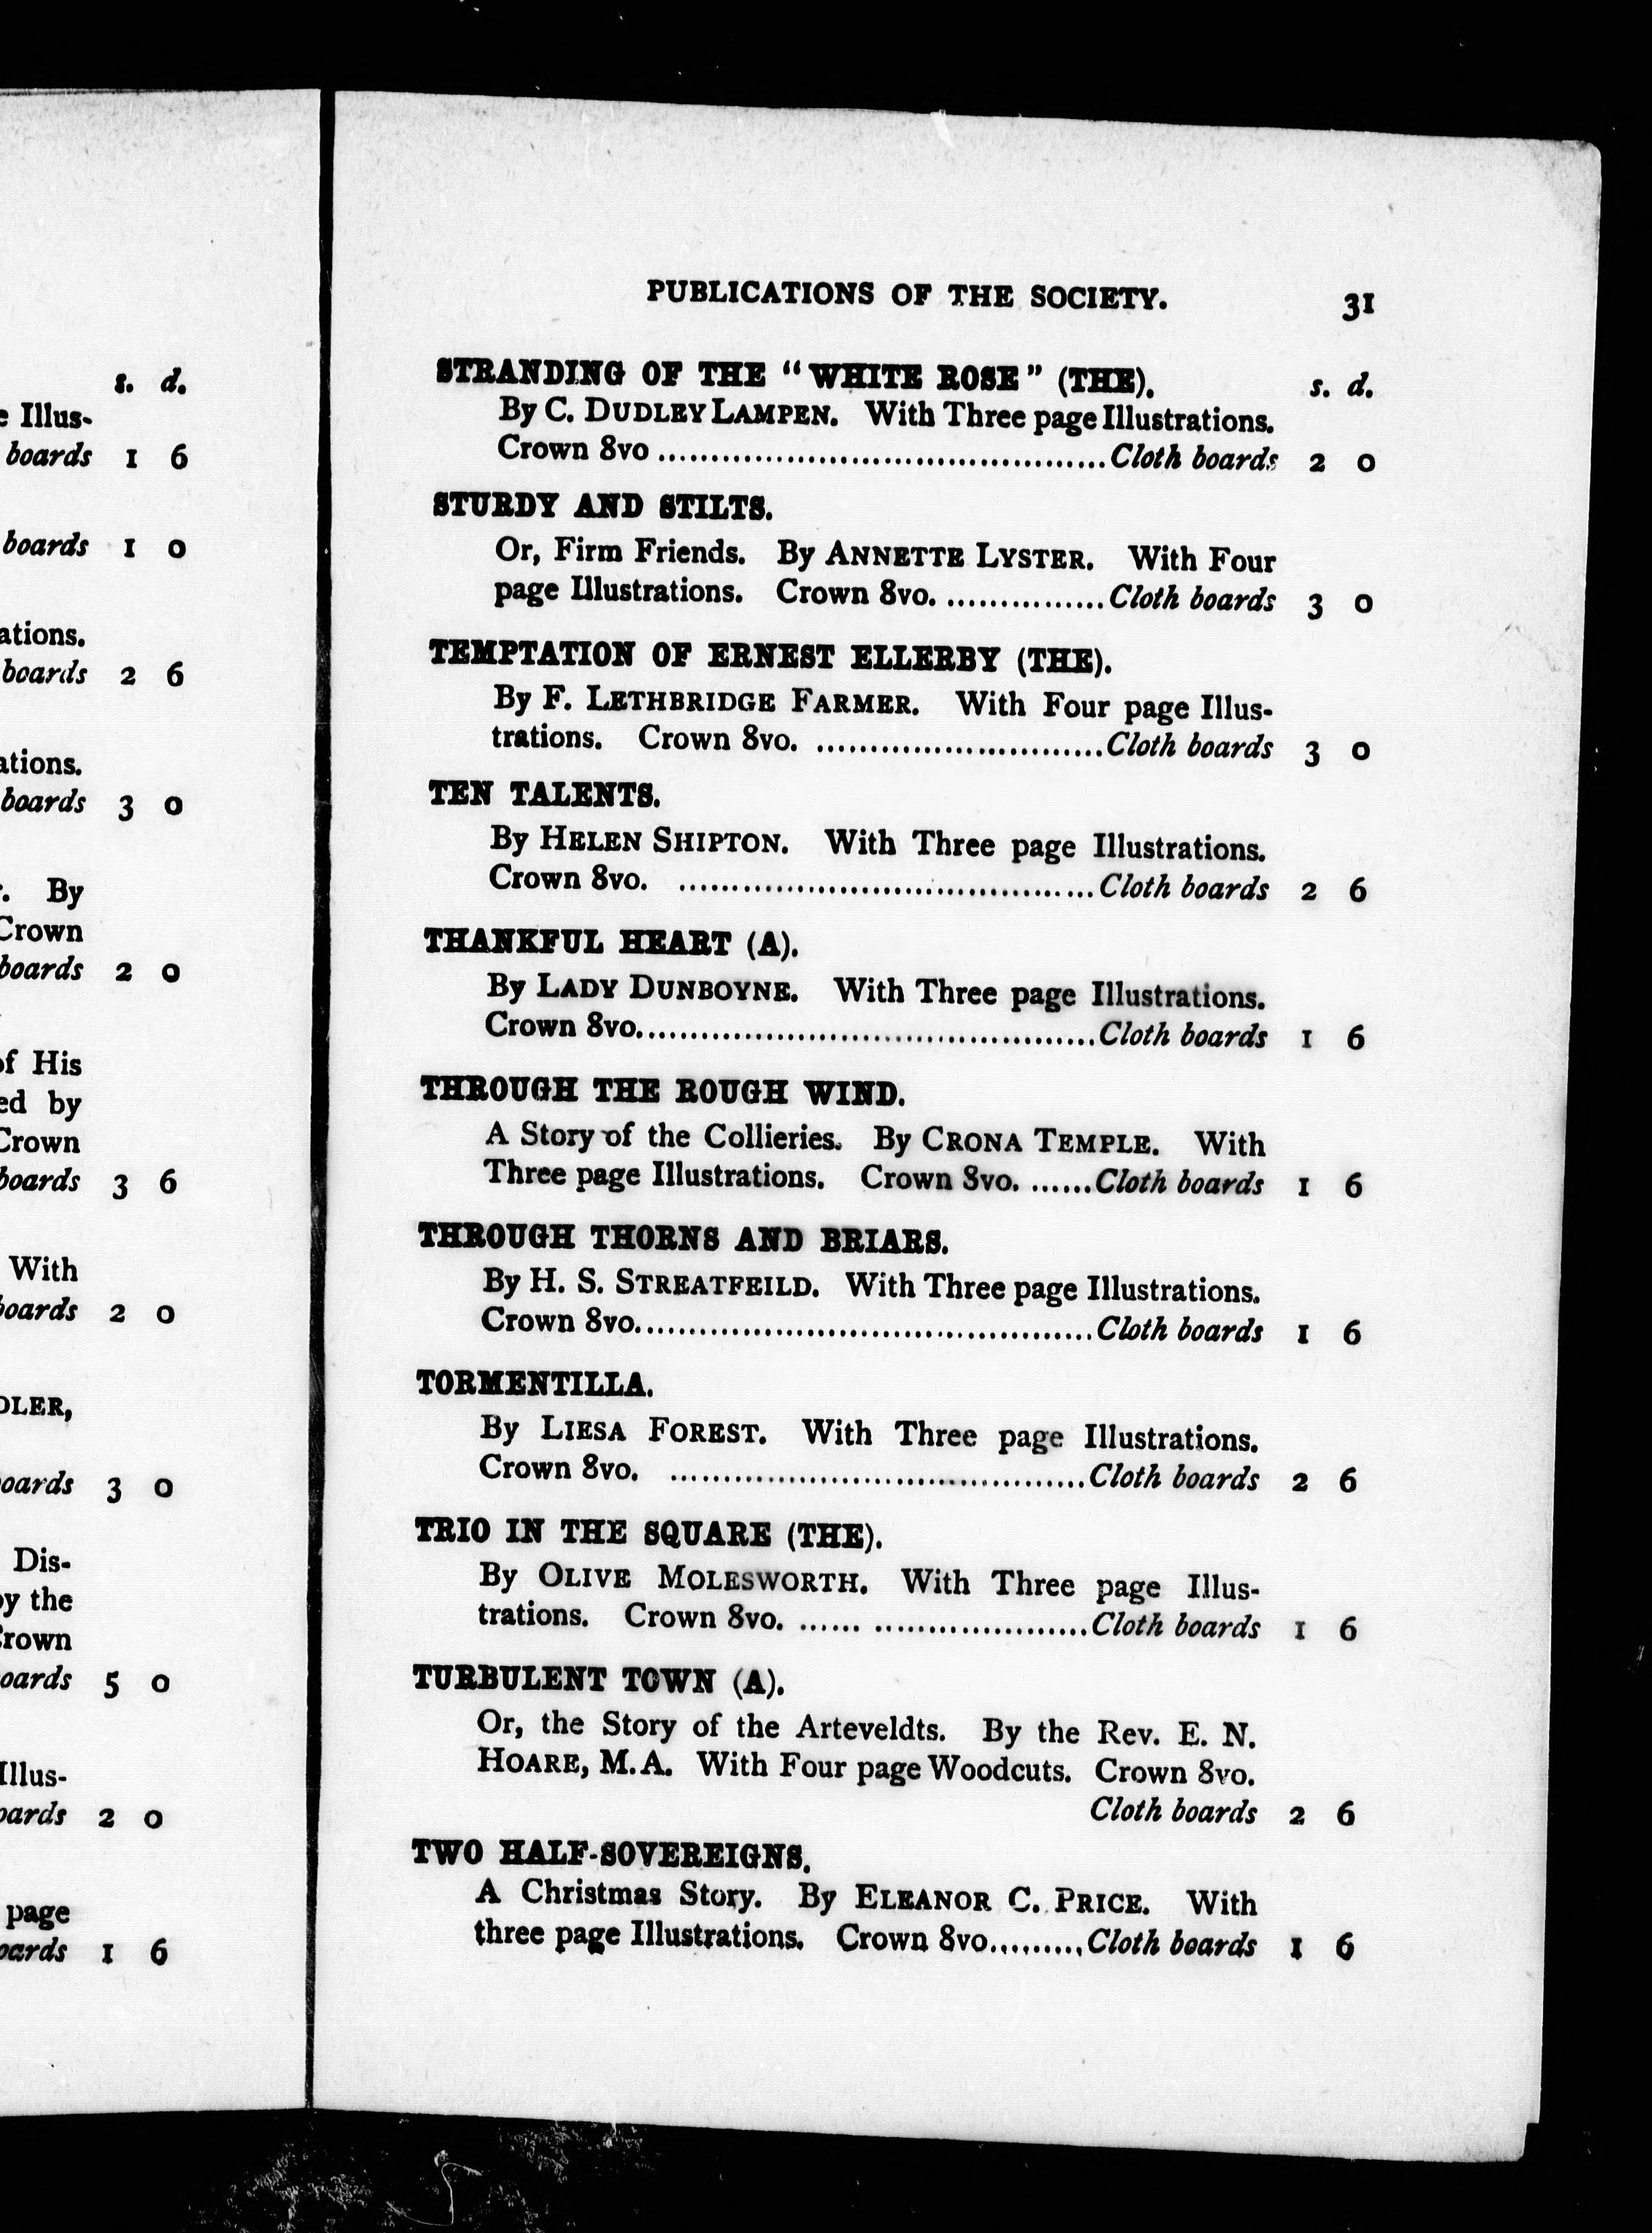 s. d.
Illus-
boards 1 6
boards 1 0
ations.
boards 2 6
ations.
boards 3 0
By
Crown
boards 2 0
of His
ed by
Crown
boards 3 6
With
boards 2 0
DLER,
oards 3 0
Dis-
by the
Crown
oards 5 0
Illus-
oards 2 0
page
oards 1 6
PUBLICATIONS OF THE SOCIETY. 31
STRANDING OF THE "WHITE ROSE" (THE). s. d.
By C. DUDLEY LAMPEN. With Three page Illustrations.
Crown 8vo ........................................... Cloth boards 2 0
STURDY AND STILTS.
Or, Firm Friends. By ANNETTE LYSTER. With Four
page Illustrations. Crown 8vo. ............... Cloth boards 3 0
TEMPTATION OF ERNEST ELLERBY (THE).
By F. LETHBRIDGE FARMER. With Four page Illus-
trations. Crown 8vo. ........................... Cloth boards 3 0
TEN TALENTS.
By HELEN SHIPTON. With Three page Illustrations.
Crown 8vo. ........................................ Cloth boards 2 6
THANKFUL HEART (A).
By LADY DUNBOYNE. With Three page Illustrations.
Crown 8vo............................................ Cloth boards 1 6
THROUGH THE ROUGH WIND.
A Story of the Collieries. By CRONA TEMPLE. With
Three page Illustrations. Crown 8vo. ...... Cloth boards 1 6
THROUGH THORNS AND BRIARS.
By H. S. STREATFEILD. With Three page Illustrations.
Crown 8vo............................................ Cloth boards 1 6
TORMENTILLA.
By LIESA FOREST. With Three page Illustrations.
Crown 8vo. ........................................ Cloth boards 2 6
TRIO IN THE SQUARE (THE).
By OLIVE MOLESWORTH. With Three page Illus-
trations. Crown 8vo. ...... .................... Cloth boards 1 6
TURBULENT TOWN (A).
Or, the Story of the Arteveldts. By the Rev. E. N.
HOARE, M.A. With Four page Woodcuts. Crown 8vo.
Cloth boards 2 6
TWO HALF-SOVEREIGNS.
A Christmas Story. By ELEANOR C. PRICE. With
three page Illustrations. Crown 8vo......... Cloth boards 1 6